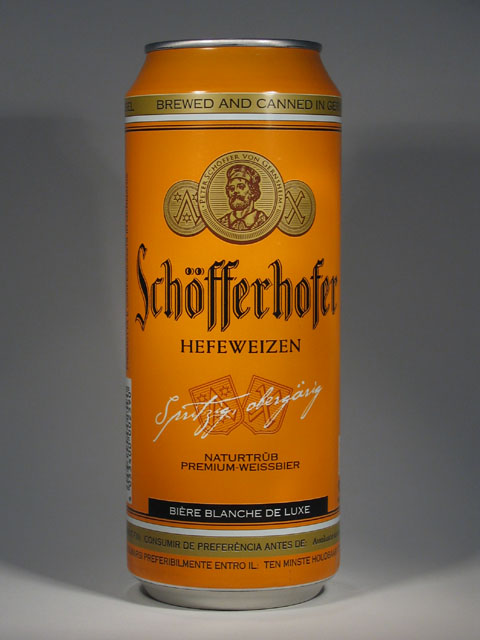 BREWED AND CANNED IN GER
PETER SCHÖFFER VON GERNSHEIM
Schöfferhofer
HEFEWEIZEN
Spritzig, obergärig
NATURTRÜB
PREMIUM-WEISSBIER
BIÈRE BLANCHE DE LUXE
CONSUMIR DE PREFERÊNCIA ANTES DE:
PREFERIBILMENTE ENTRO IL: TEN MINSTE HOUDBAAR